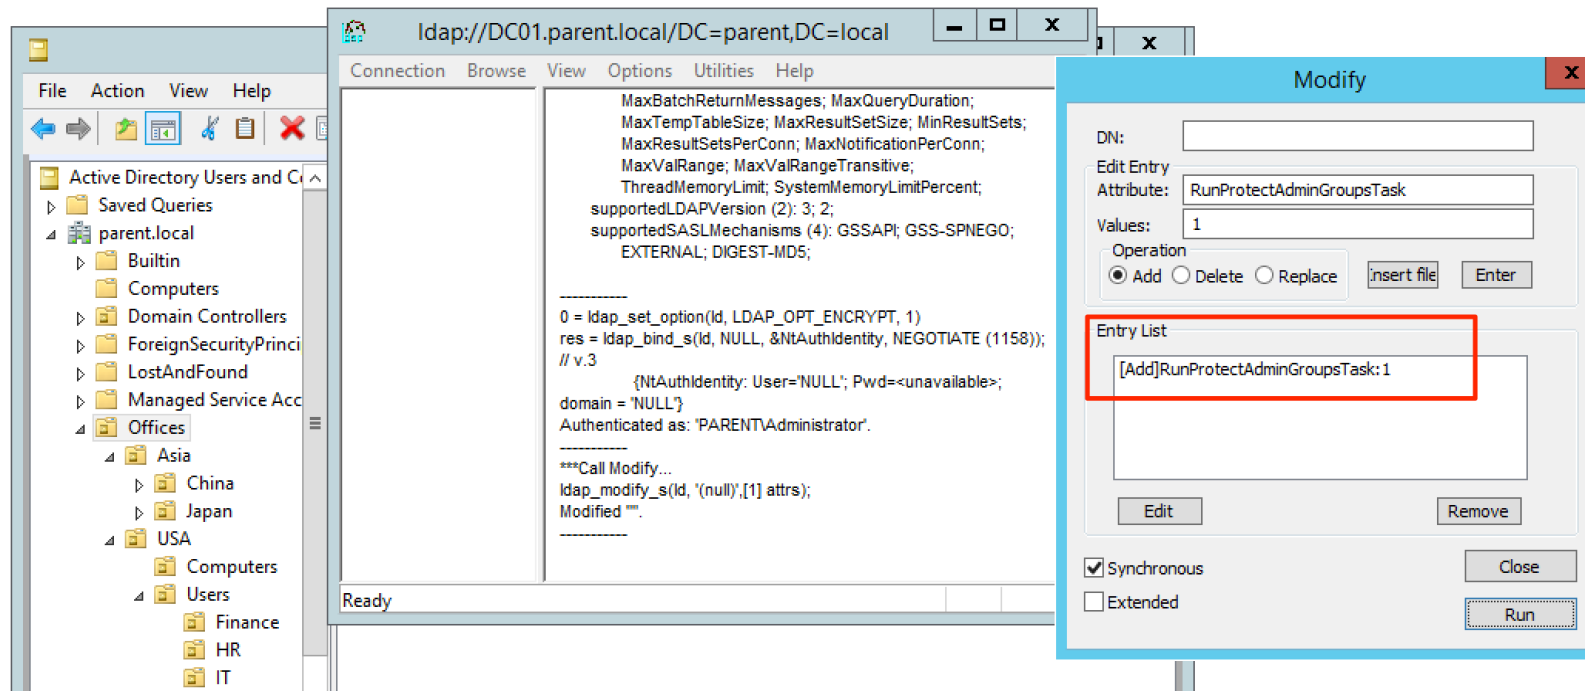 File Action View Help
Active Directory Users and C
Saved Queries
parent.local
Builtin
Computers
Domain Controllers
ForeignSecurityPrinci
LostAndFound
Managed Service Acc
Offices
Asia
China
Japan
USA
Computers
Users
Finance
HR
IT
ldap://DC01.parent.local/DC=parent,DC=local
Connection Browse View Options Utilities Help
MaxBatchReturnMessages; MaxQueryDuration;
MaxTempTableSize; MaxResultSetSize; MinResultSets;
MaxResultSetsPerConn; MaxNotificationPerConn;
MaxValRange; MaxValRangeTransitive;
ThreadMemoryLimit; SystemMemoryLimitPercent;
supportedLDAPVersion (2): 3; 2;
supportedSASLMechanisms (4): GSSAPI; GSS-SPNEGO;
EXTERNAL; DIGEST-MD5;
-----------
0 = ldap_set_option(ld, LDAP_OPT_ENCRYPT, 1)
res = ldap_bind_s(ld, NULL, &NtAuthIdentity, NEGOTIATE (1158));
// v.3
{NtAuthIdentity: User='NULL'; Pwd=<unavailable>;
domain = 'NULL'}
Authenticated as: 'PARENT\Administrator'.
-----------
***Call Modify...
ldap_modify_s(ld, '(null)',[1] attrs);
Modified "".
-----------
Ready
Modify
DN:
Edit Entry
Attribute: RunProtectAdminGroupsTask
Values: 1
Operation
Add Delete Replace Insert file Enter
Entry List
[Add]RunProtectAdminGroupsTask:1
Edit Remove
Synchronous Close
Extended Run